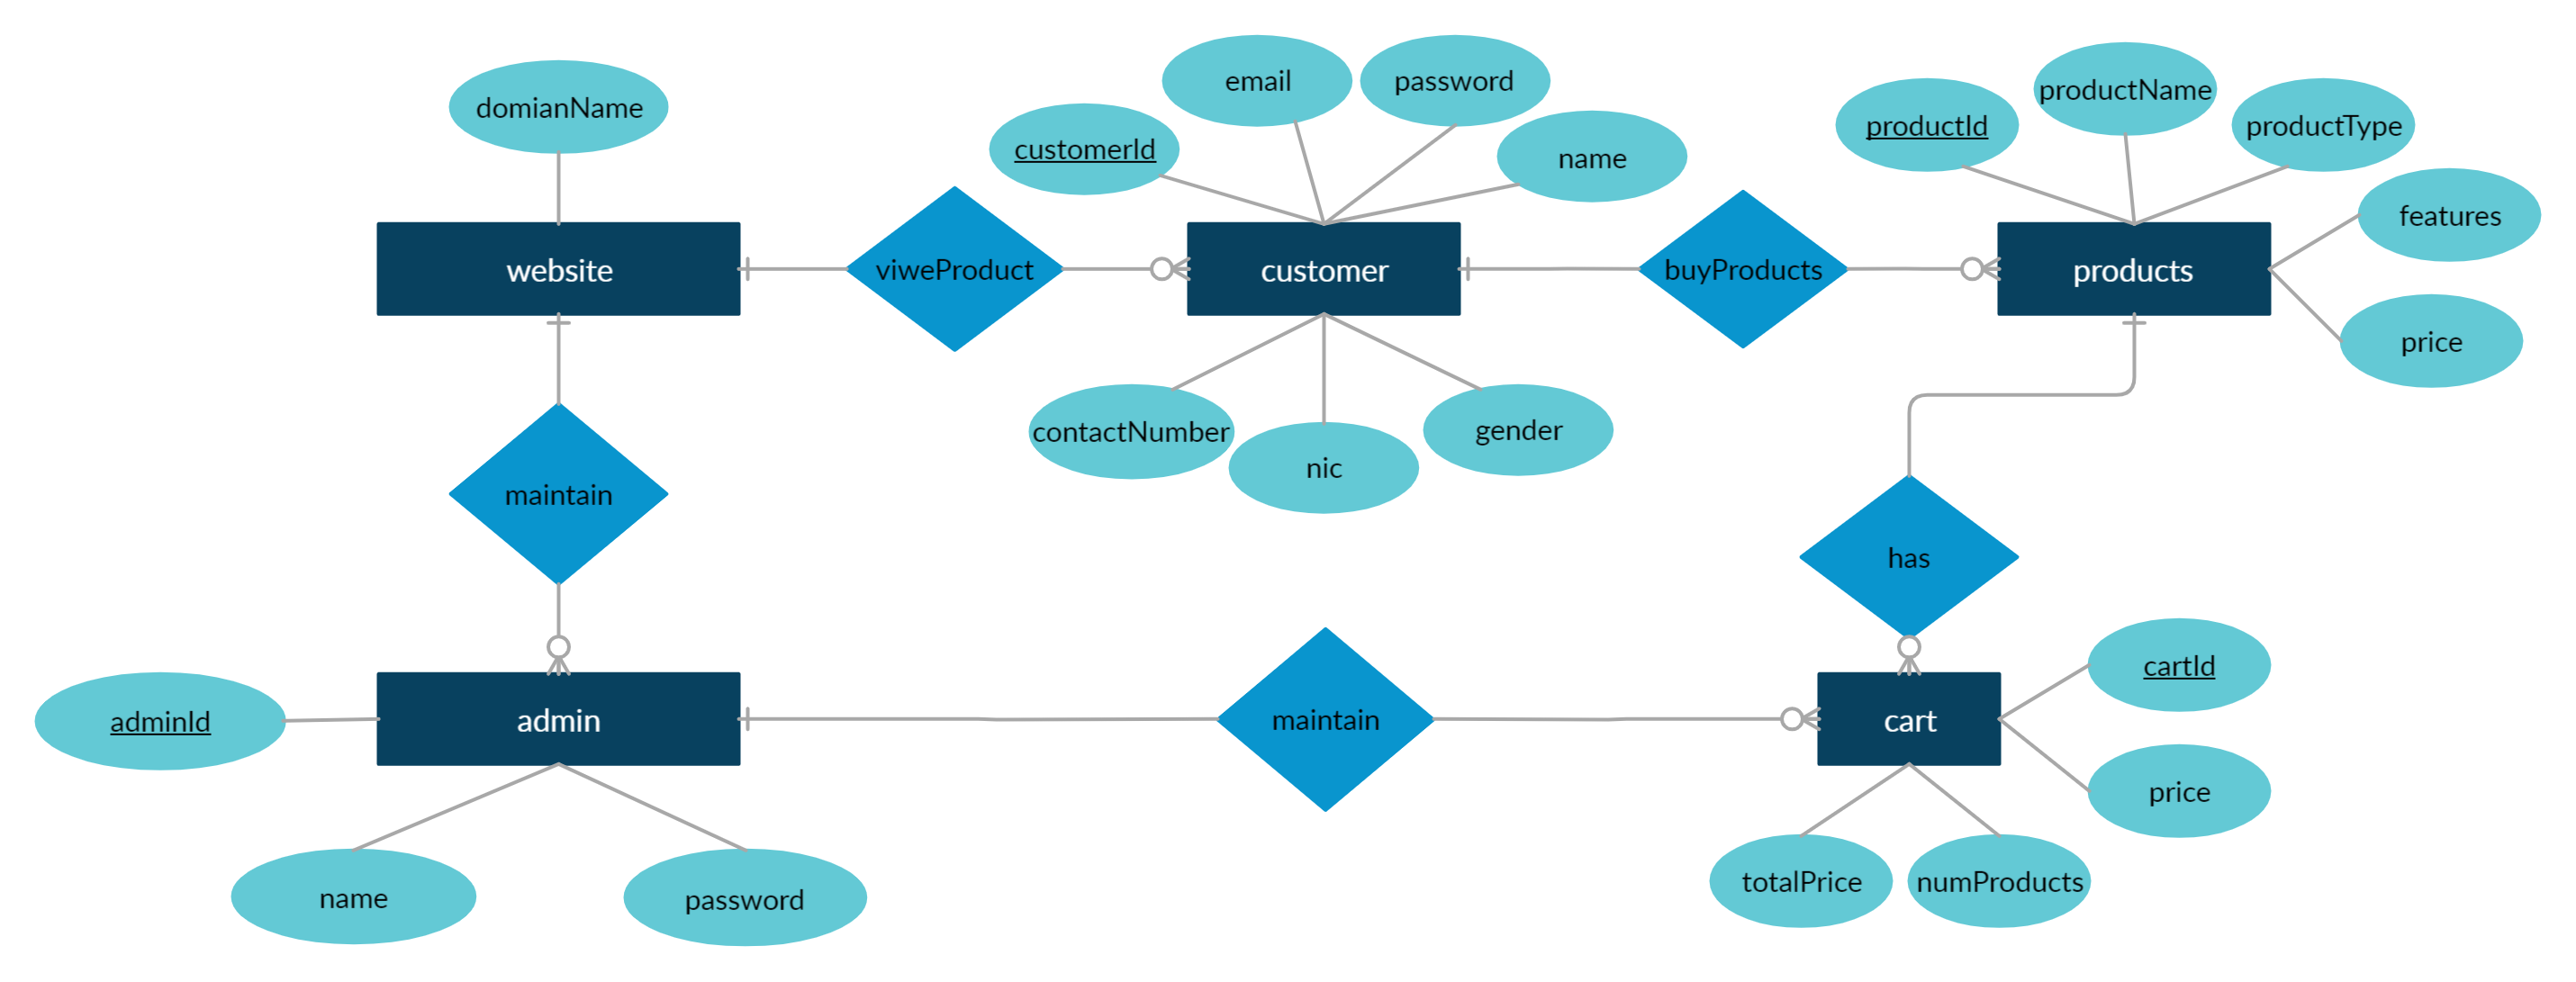 domianName
email
password
customerId
name
productId
productName
productType
features
website
viweProduct
customer
buyProducts
products
price
contactNumber
nic
gender
maintain
has
adminId
admin
maintain
cart
cartId
price
name
password
totalPrice
numProducts